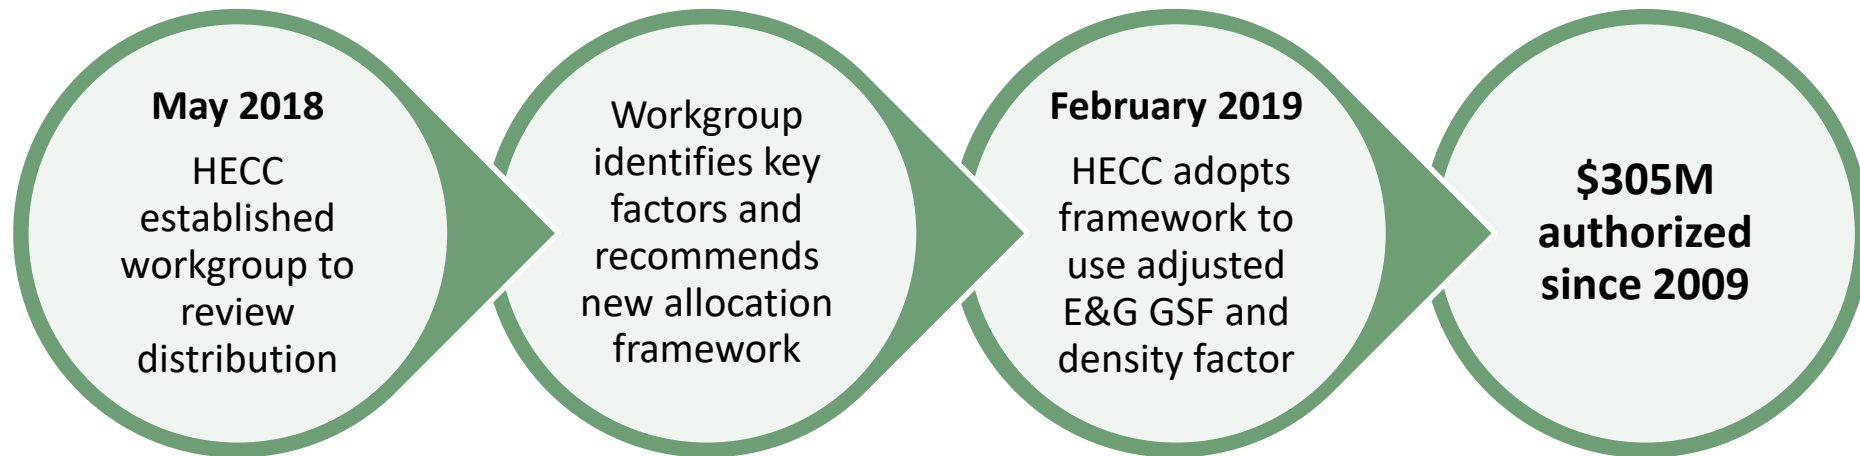 May 2018
HECC
established
workgroup to
review
distribution
Workgroup
identifies key
factors and
recommends
new allocation
framework
February 2019
HECC adopts
framework to
use adjusted
E&G GSF and
density factor
$305M
authorized
since 2009